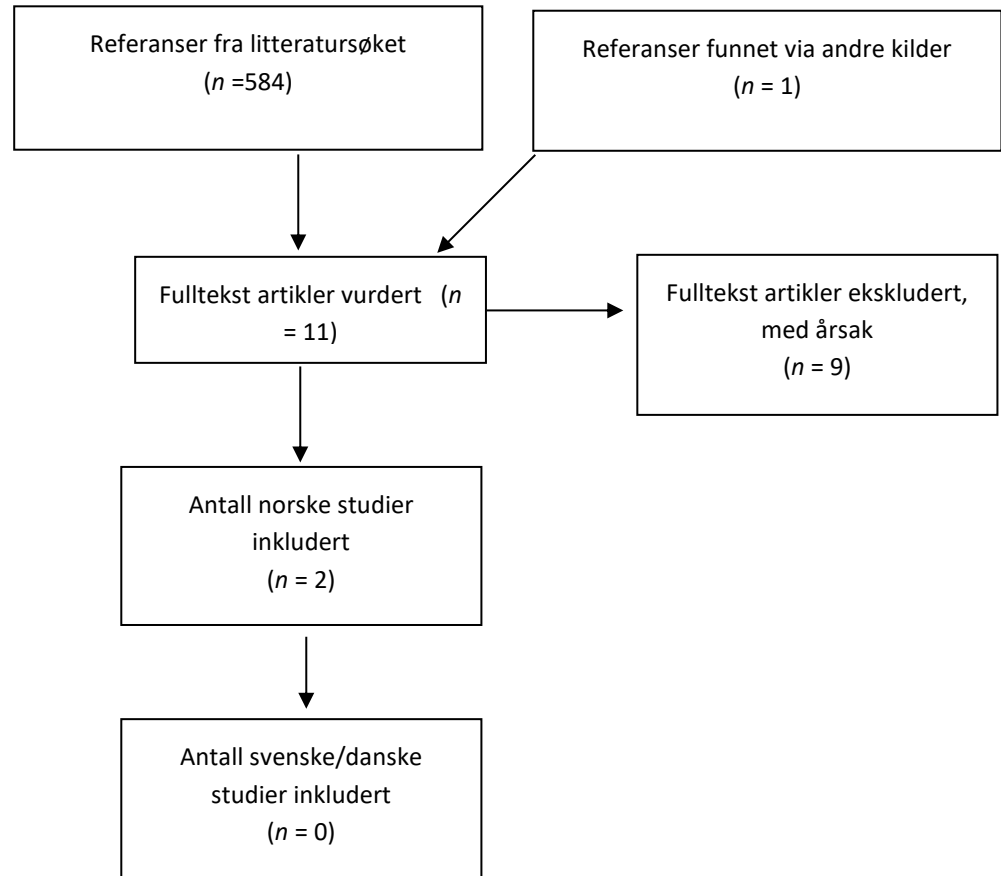 Referanser fra litteratursøket
(n =584)
Referanser funnet via andre kilder
(n = 1)
Fulltekst artikler vurdert (n
= 11)
Fulltekst artikler ekskludert,
med årsak
(n = 9)
Antall norske studier
inkludert
(n = 2)
Antall svenske/danske
studier inkludert
(n = 0)